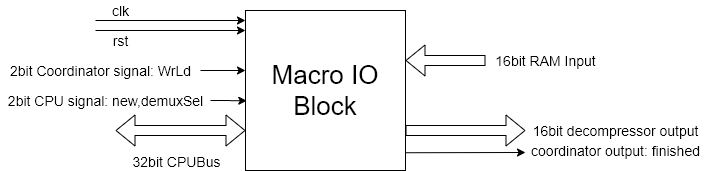 clk
rst
2bit Coordinator signal: WrLd
2bit CPU signal: new,demuxSel
32bit CPUBus
Macro IO
Block
16bit RAM Input
16bit decompressor output
coordinator output: finished